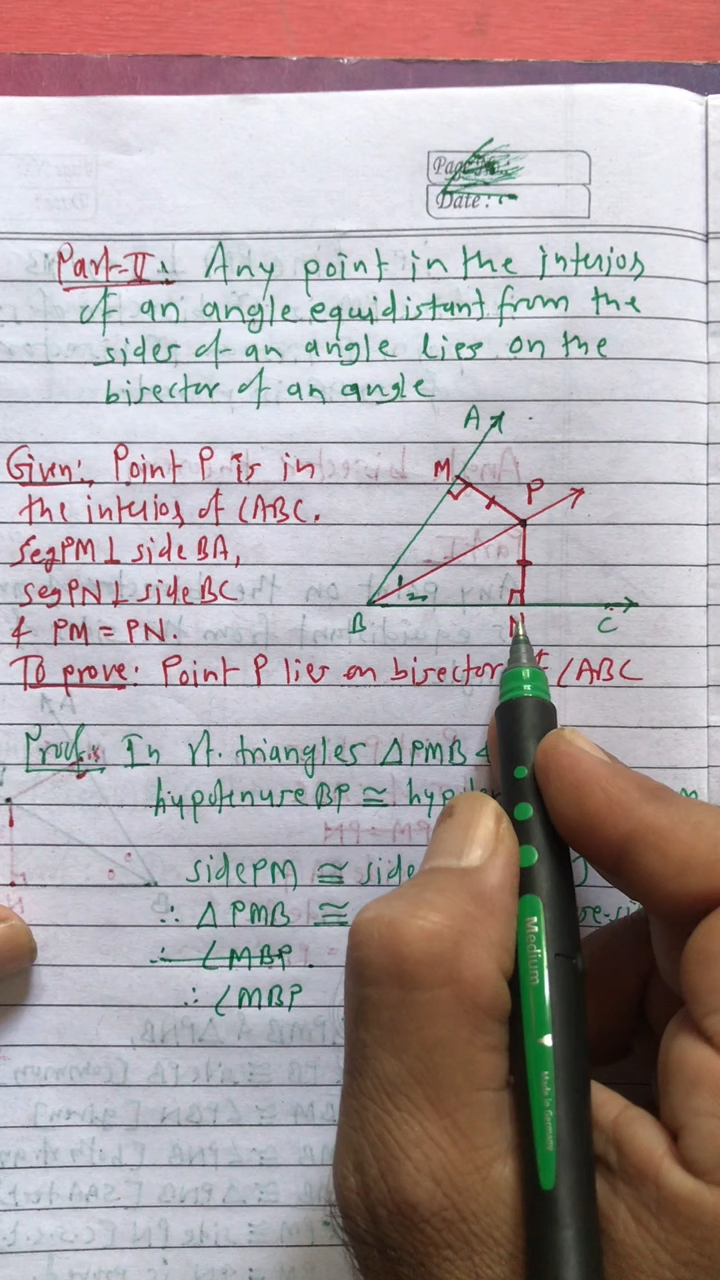 Page No.:
Date :
Part-II: Any point in the interior
of an angle equidistant from the
sides of an angle lies on the
bisector of an angle
Given:, Point P is in
the interior of ∠ABC.
seg PM ⊥ side BA,
seg PN ⊥ side BC
& PM = PN.
A
M
P
B
N
C
To prove: Point P lies on bisector of ∠ABC
Proof: In rt. triangles ΔPMB &
hypotenuse BP ≅
side PM ≅ side
∴ ΔPMB ≅
∴ ∠MBP.
∴ ∠MBP
Medium
Made in Germany